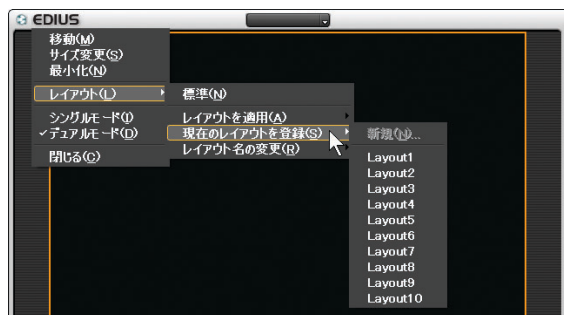 EDIUS
移動(M)
サイズ変更(S)
最小化(N)
レイアウト(L)
シングルモード(I)
✓デュアルモード(D)
閉じる(C)
標準(N)
レイアウトを適用(A)
現在のレイアウトを登録(S)
レイアウト名の変更(R)
新規(N)...
Layout1
Layout2
Layout3
Layout4
Layout5
Layout6
Layout7
Layout8
Layout9
Layout10